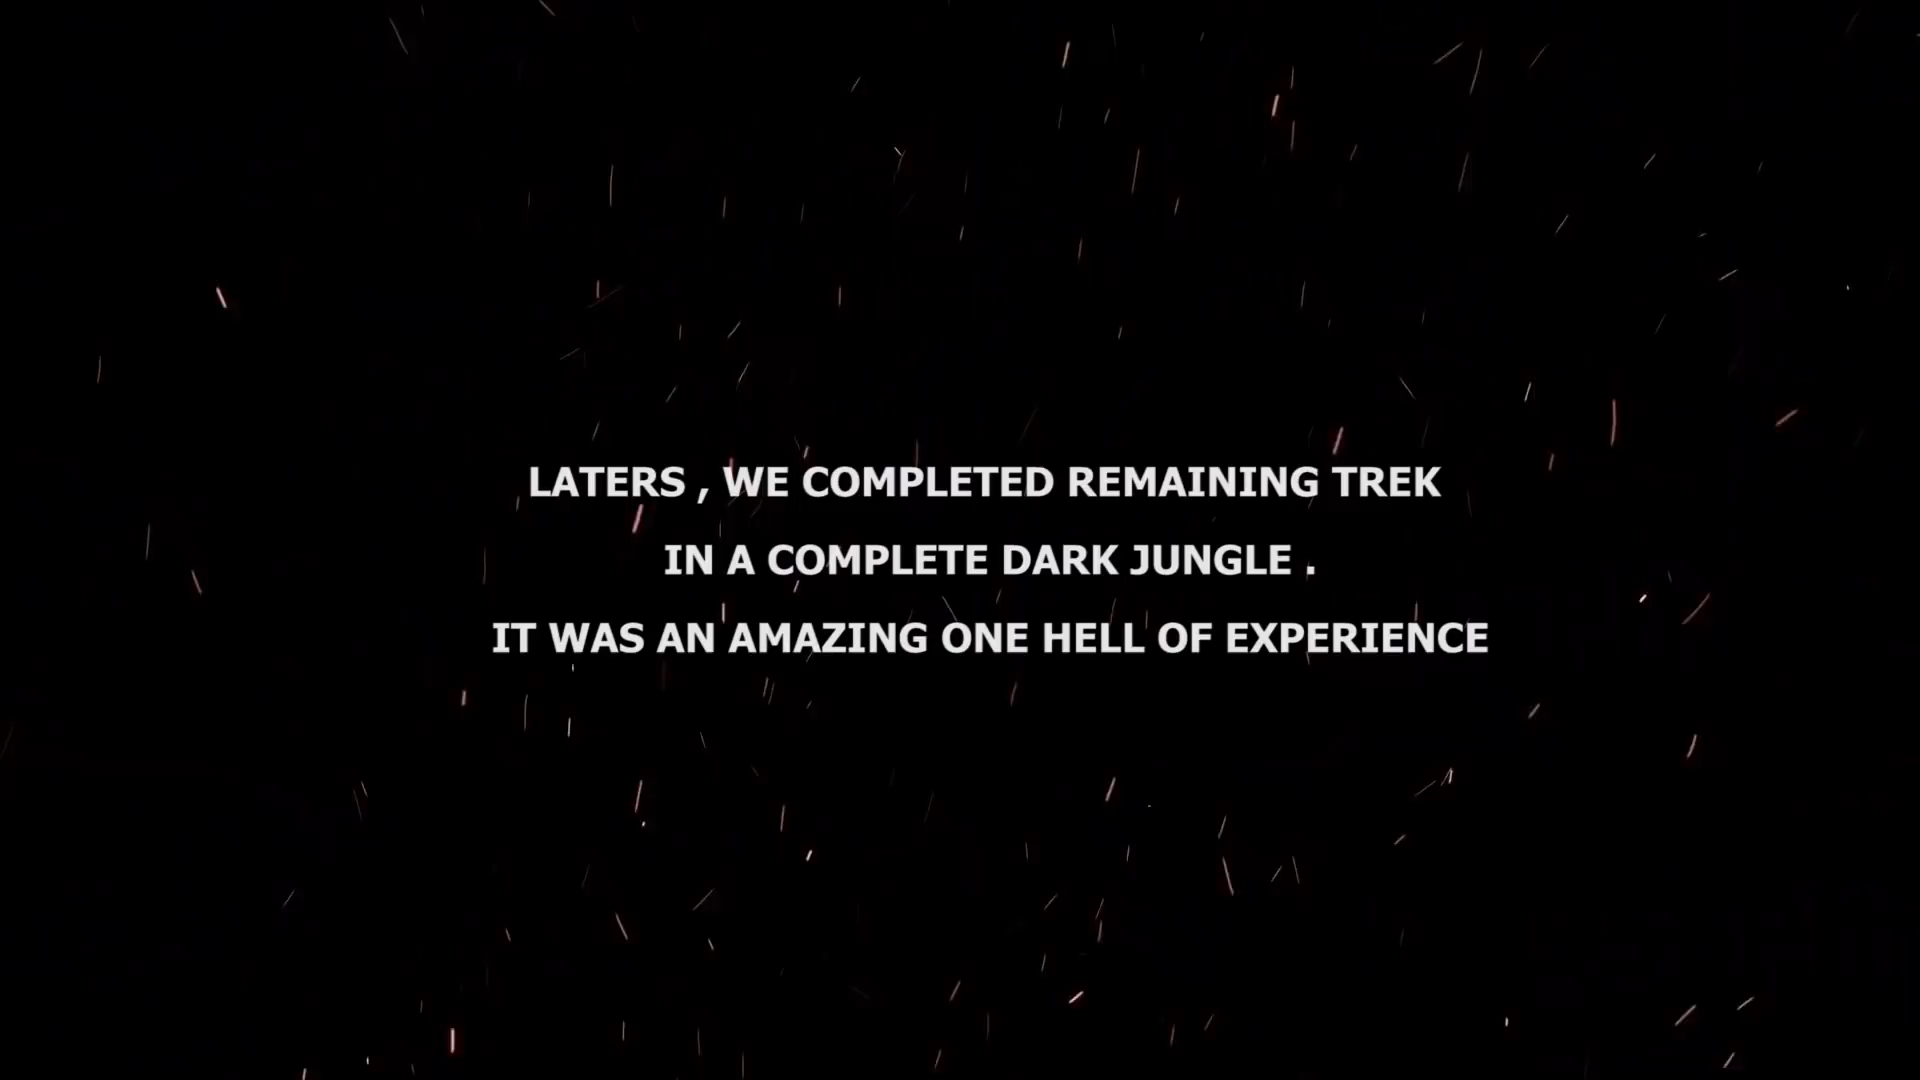 LATERS , WE COMPLETED REMAINING TREK
IN A COMPLETE DARK JUNGLE .
IT WAS AN AMAZING ONE HELL OF EXPERIENCE